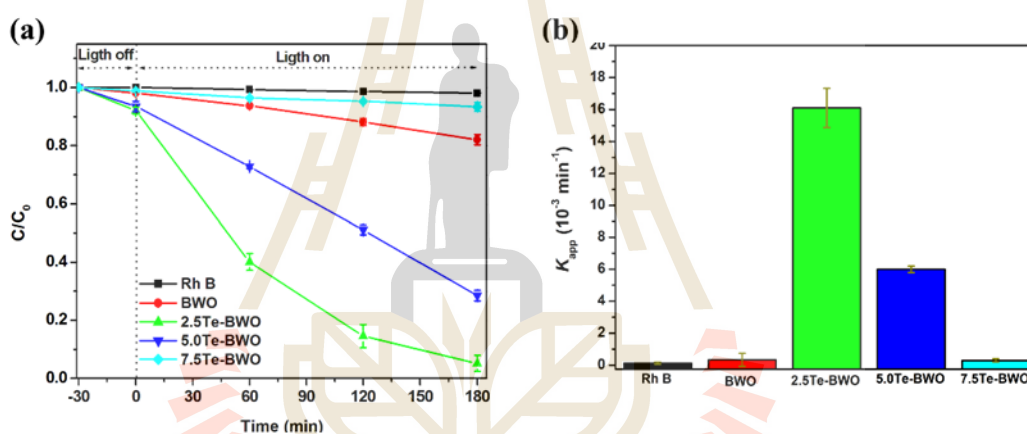 (a)
Ligth off
Ligth on
1.0
0.8
0.6
0.4
0.2
0.0
C/C0
Rh B
BWO
2.5Te-BWO
5.0Te-BWO
7.5Te-BWO
-30 0 30 60 90 120 150 180
Time (min)
(b)
20
18
16
14
12
10
8
6
4
2
0
Kapp (10-3 min-1)
Rh B BWO 2.5Te-BWO 5.0Te-BWO 7.5Te-BWO